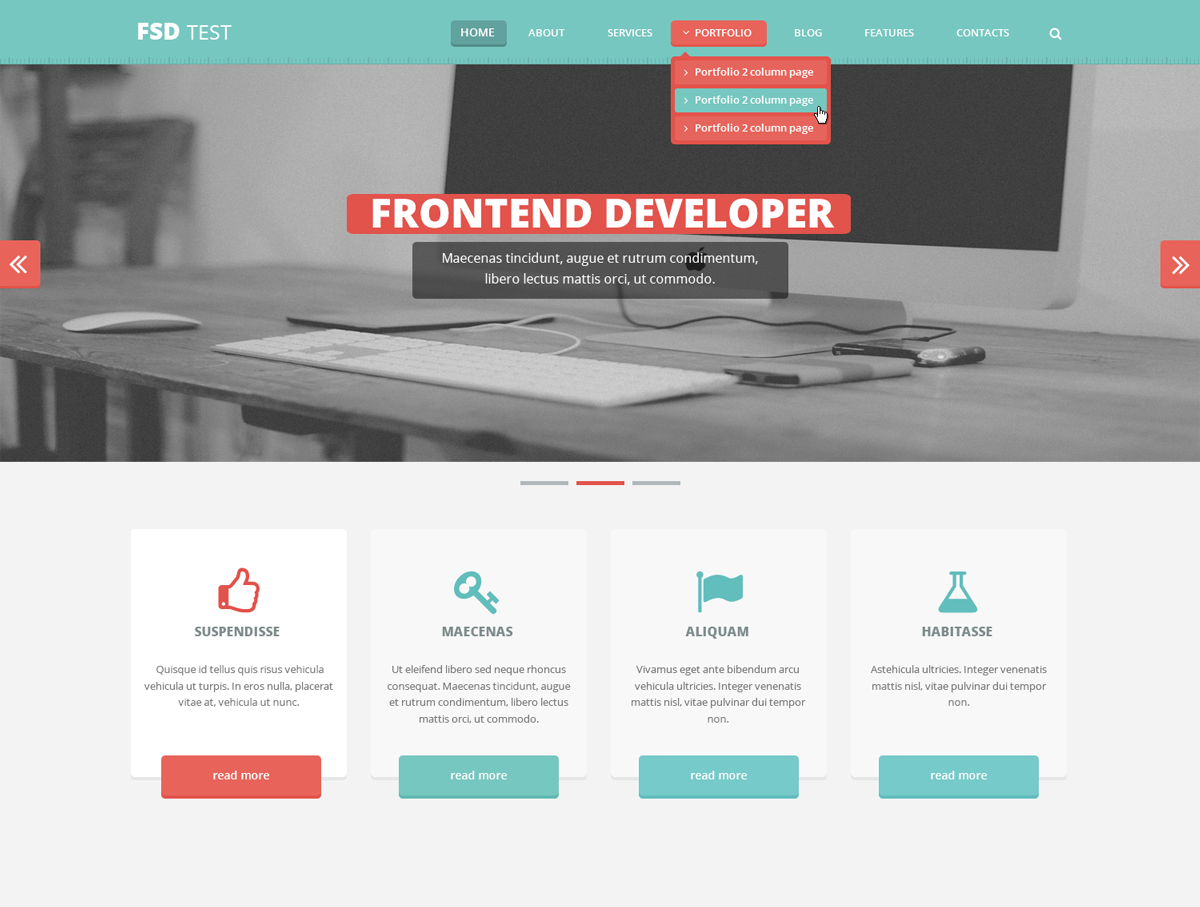 FSD TEST
HOME ABOUT SERVICES PORTFOLIO BLOG FEATURES CONTACTS
Portfolio 2 column page
Portfolio 2 column page
Portfolio 2 column page
FRONTEND DEVELOPER
Maecenas tincidunt, augue et rutrum condimentum,
libero lectus mattis orci, ut commodo.
SUSPENDISSE
Quisque id tellus quis risus vehicula
vehicula ut turpis. In eros nulla, placerat
vitae at, vehicula ut nunc.
read more
MAECENAS
Ut eleifend libero sed neque rhoncus
consequat. Maecenas tincidunt, augue
et rutrum condimentum, libero lectus
mattis orci, ut commodo.
read more
ALIQUAM
Vivamus eget ante bibendum arcu
vehicula ultricies. Integer venenatis
mattis nisl, vitae pulvinar dui tempor
non.
read more
HABITASSE
Astehicula ultricies. Integer venenatis
mattis nisl, vitae pulvinar dui tempor
non.
read more